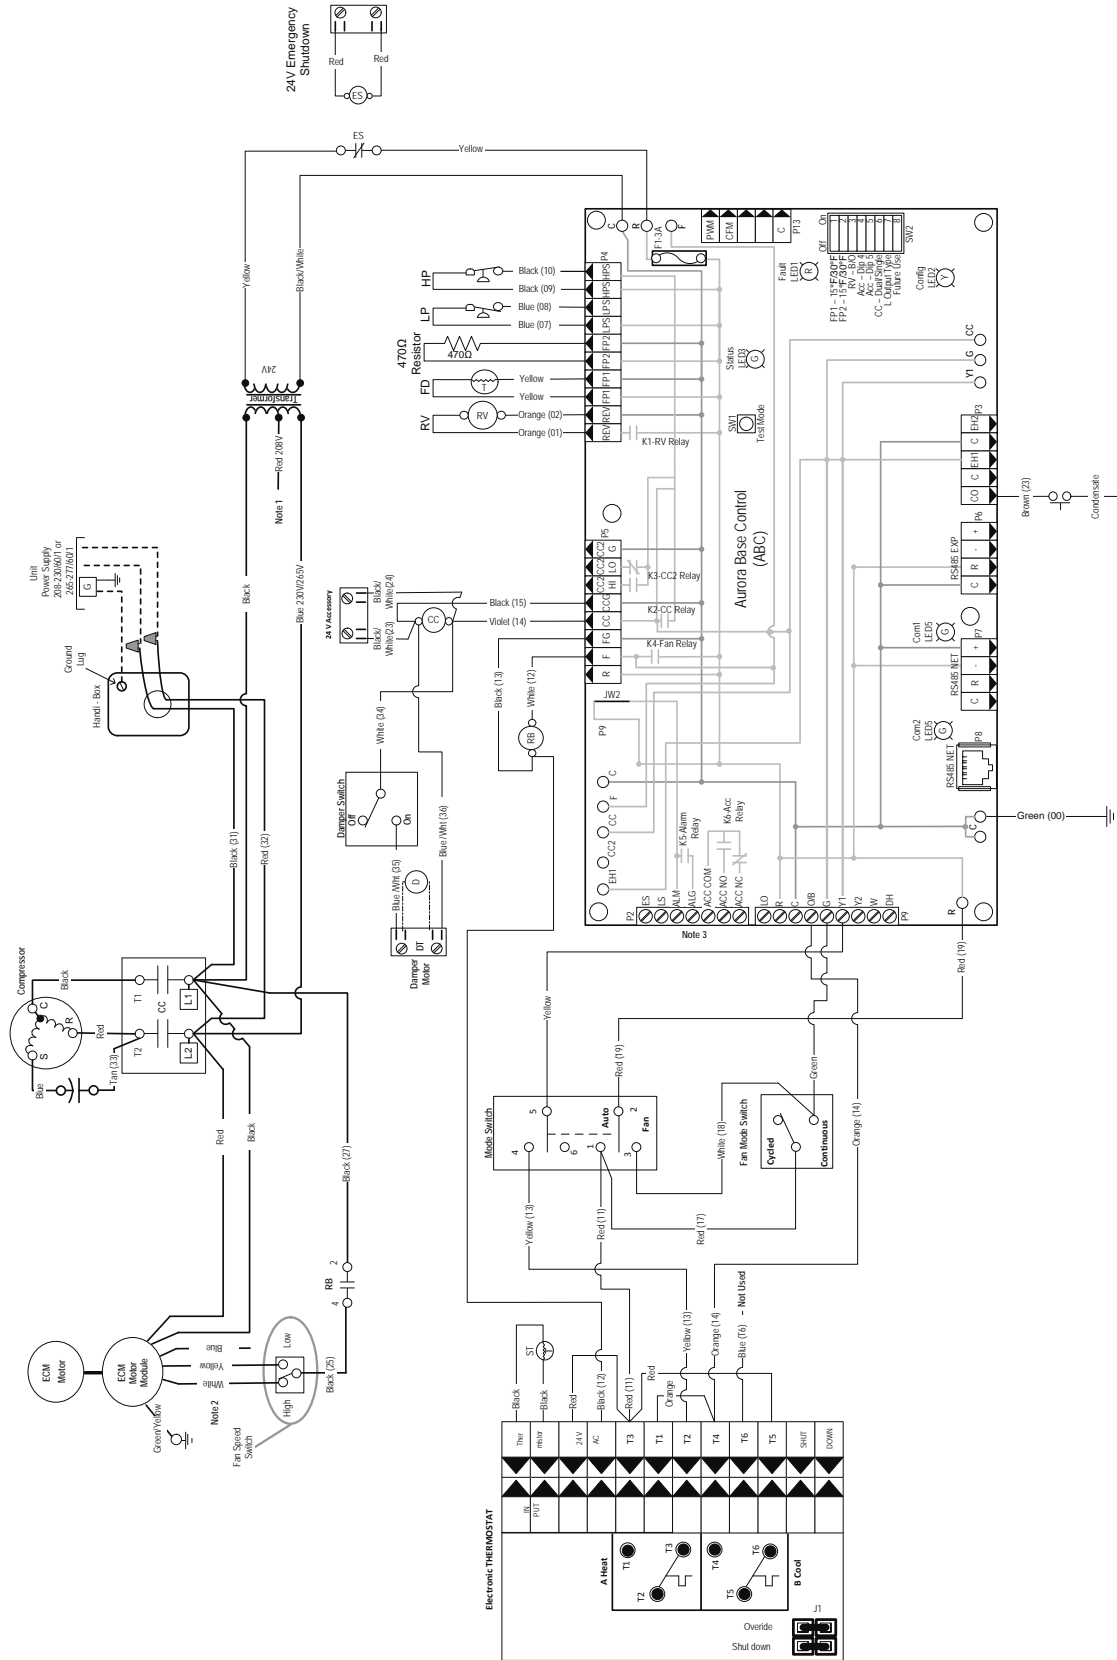 24V Emergency
Shutdown
Red
Red
ES
ES
Yellow
Yellow
Black/White
24V
Transformer
Red 208V
Note 1
Unit
Power Supply
208-230/60/1 or
265-277/60/1
G
Ground
Lug
Handi - Box
Black
Blue 230V/265V
Black (31)
Red (32)
Compressor
C
R
S
Black
Red
Blue
Tan (33)
T1
T2
CC
L1
L2
Red
Black
Black (27)
2
RB
4
Black (25)
ECM
Motor
ECM
Motor
Module
Blue
Yellow
White
Green/Yellow
Note 2
Low
High
Fan Speed
Switch
HP
LP
470Ω
Resistor
470Ω
FD
T
RV
RV
Black (10)
Black (09)
Blue (08)
Blue (07)
Yellow
Yellow
Orange (02)
Orange (01)
P4
HPS
HPS
LPS
LPS
FP2
FP2
FP1
FP1
REV
REV
K1-RV Relay
C
R
F
F1-3A
PWM
CFM
C
P13
Off
On
1
2
3
4
5
6
7
8
SW2
FP1 – 15°F/30°F
FP2 – 15°F/30°F
RV – B/O
Acc – Dip 4
Acc – Dip 5
CC – Dual/Single
L Output Type
Future Use
Fault
LED1
R
Config
LED2
Y
Status
LED3
G
SW1
Test Mode
Aurora Base Control
(ABC)
CC
G
Y1
P3
EH2
C
EH1
C
CO
Brown (23)
Condensate
P6
RS485 EXP
+
-
R
C
Com1
LED5
G
P7
RS485 NET
+
-
R
C
Com2
LED5
G
P8
RS485 NET
C
Green (00)
R
Red (19)
P5
G
CC2
LO
CC2
HI
CC2
CCG
CC
FG
F
R
K3-CC2 Relay
K2-CC Relay
K4-Fan Relay
JW2
P9
24 V Accessory
Black/
White(24)
Black/
White(23)
CC
Black (15)
Violet (14)
Black (13)
White (12)
RB
White (34)
Damper Switch
Off
On
Blue/Wht (35)
Blue/Wht (36)
D
DT
Damper
Motor
C
F
CC
CC2
EH1
K5-Alarm
Relay
K6-Acc
Relay
P2
ES
LS
ALM
ALG
ACC COM
ACC NO
ACC NC
LO
R
C
O/B
G
Y1
Y2
W
DH
P9
Note 3
Yellow
Red (19)
Green
Orange (14)
Mode Switch
5
4
6
1
Auto
2
3
Fan
White (18)
Fan Mode Switch
Cycled
Continuous
Yellow (13)
Red (11)
Red (17)
ST
Black
Black
Red
Black (12)
Red (11)
Orange
Red
Yellow (13)
Orange (14)
Blue (T6) – Not Used
Ther
mistor
24 V
AC
T3
T1
T2
T4
T6
T5
SHUT
DOWN
IN
PUT
Electronic THERMOSTAT
A Heat
T1
T2
T3
T4
T5
T6
B Cool
J1
Overide
Shut down